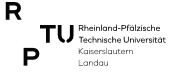 R
P
TU
Rheinland-Pfälzische
Technische Universität
Kaiserslautern
Landau